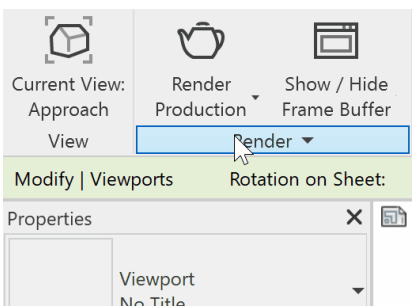 Current View: Approach
Render Production
Show / Hide Frame Buffer
View
Render
Modify | Viewports
Rotation on Sheet:
Properties
Viewport
No Title